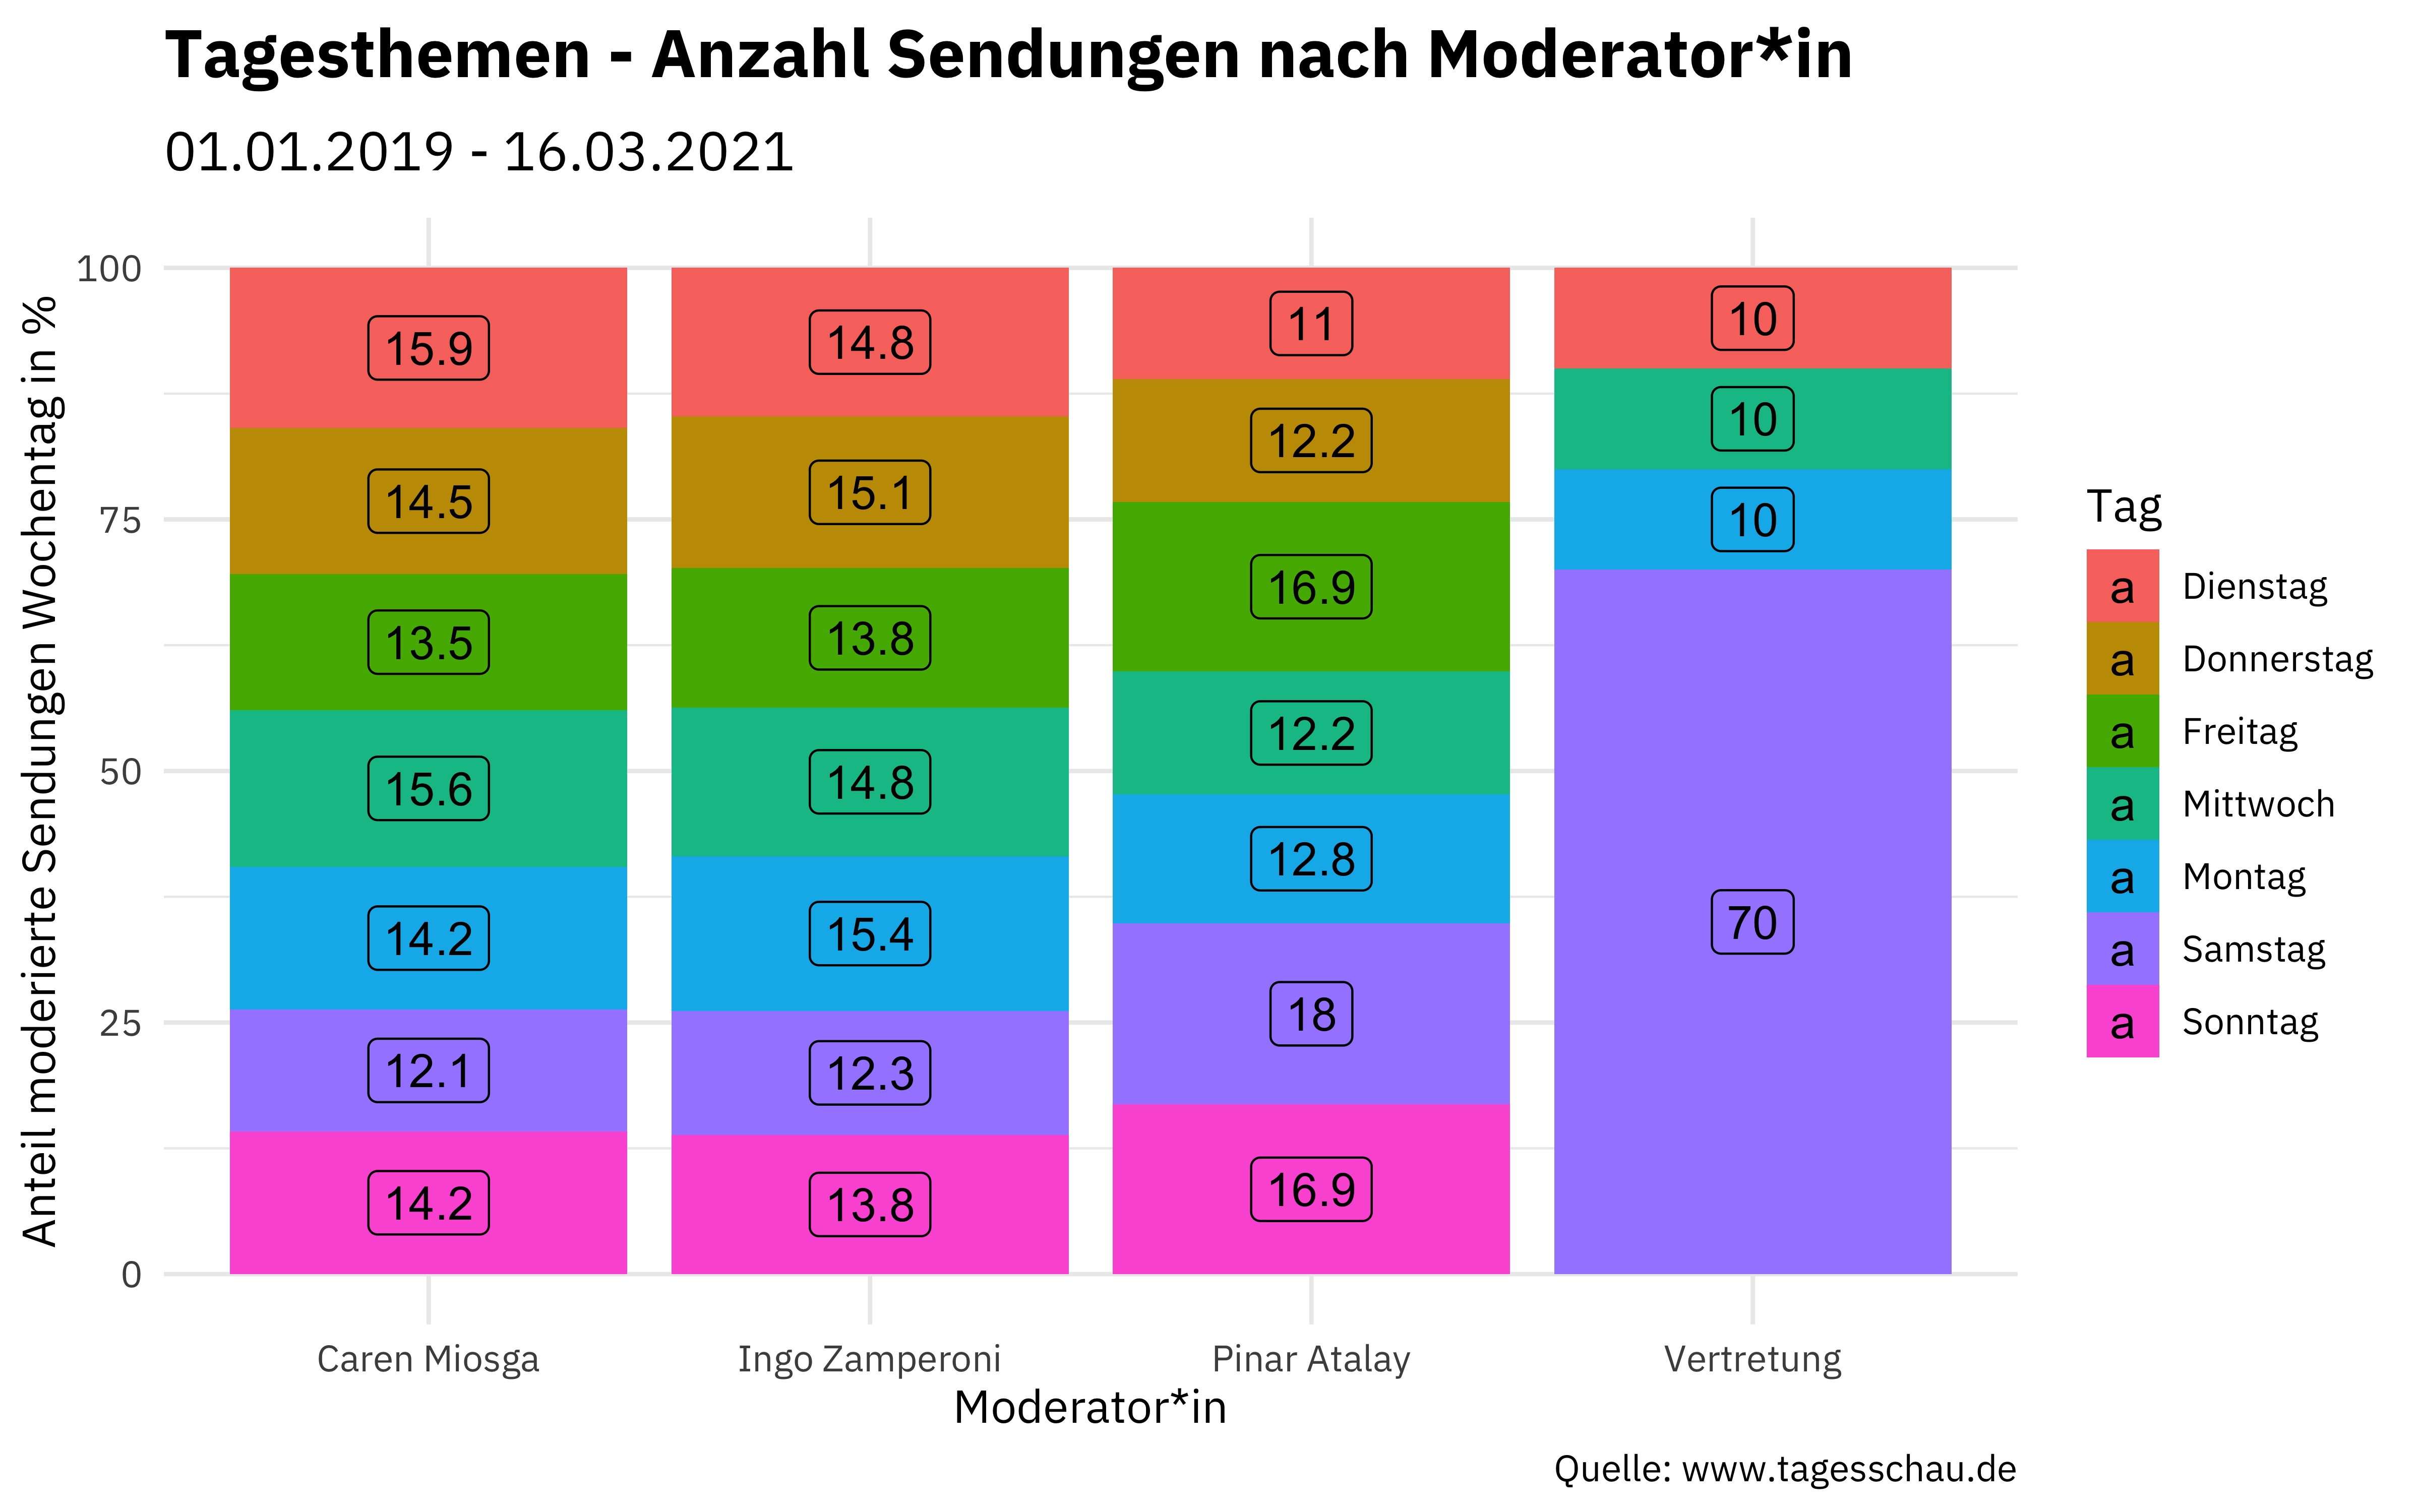 Tagesthemen - Anzahl Sendungen nach Moderator*in
01.01.2019 - 16.03.2021
Anteil moderierte Sendungen Wochentag in %
100
75
50
25
0
15.9
14.5
13.5
15.6
14.2
12.1
14.2
14.8
15.1
13.8
14.8
15.4
12.3
13.8
11
12.2
16.9
12.2
12.8
18
16.9
10
10
10
70
Caren Miosga
Ingo Zamperoni
Pinar Atalay
Vertretung
Moderator*in
Tag
a Dienstag
a Donnerstag
a Freitag
a Mittwoch
a Montag
a Samstag
a Sonntag
Quelle: www.tagesschau.de